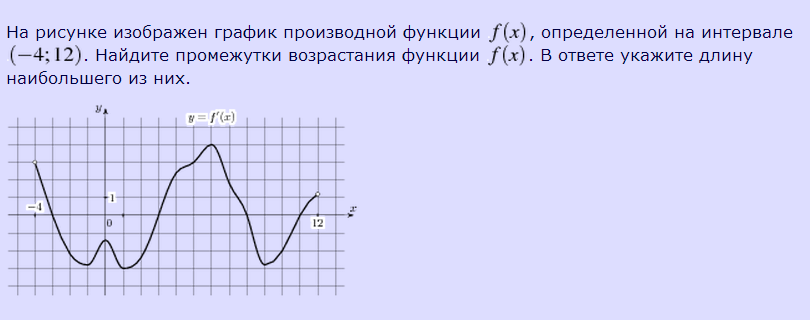 На рисунке изображен график производной функции f(x), определенной на интервале
(−4; 12). Найдите промежутки возрастания функции f(x). В ответе укажите длину
наибольшего из них.
y
y = f′(x)
1
−4
x
0
12